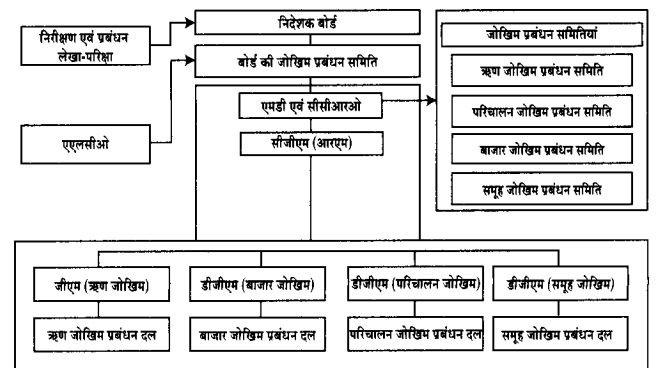 निदेशक बोर्ड
निरीक्षण एवं प्रबंधन
लेखा-परिक्षा
बोर्ड की जोखिम प्रबंधन समिति
एएलसीओ
एमडी एवं सीसीआरओ
सीजीएम (आरएम)
जोखिम प्रबंधन समितियां
ऋण जोखिम प्रबंधन समिति
परिचालन जोखिम प्रबंधन समिति
बाजार जोखिम प्रबंधन समिति
समूह जोखिम प्रबंधन समिति
जीएम (ऋण जोखिम)
डीजीएम (बाजार जोखिम)
डीजीएम (परिचालन जोखिम)
डीजीएम (समूह जोखिम)
ऋण जोखिम प्रबंधन दल
बाजार जोखिम प्रबंधन दल
परिचालन जोखिम प्रबंधन दल
समूह जोखिम प्रबंधन दल